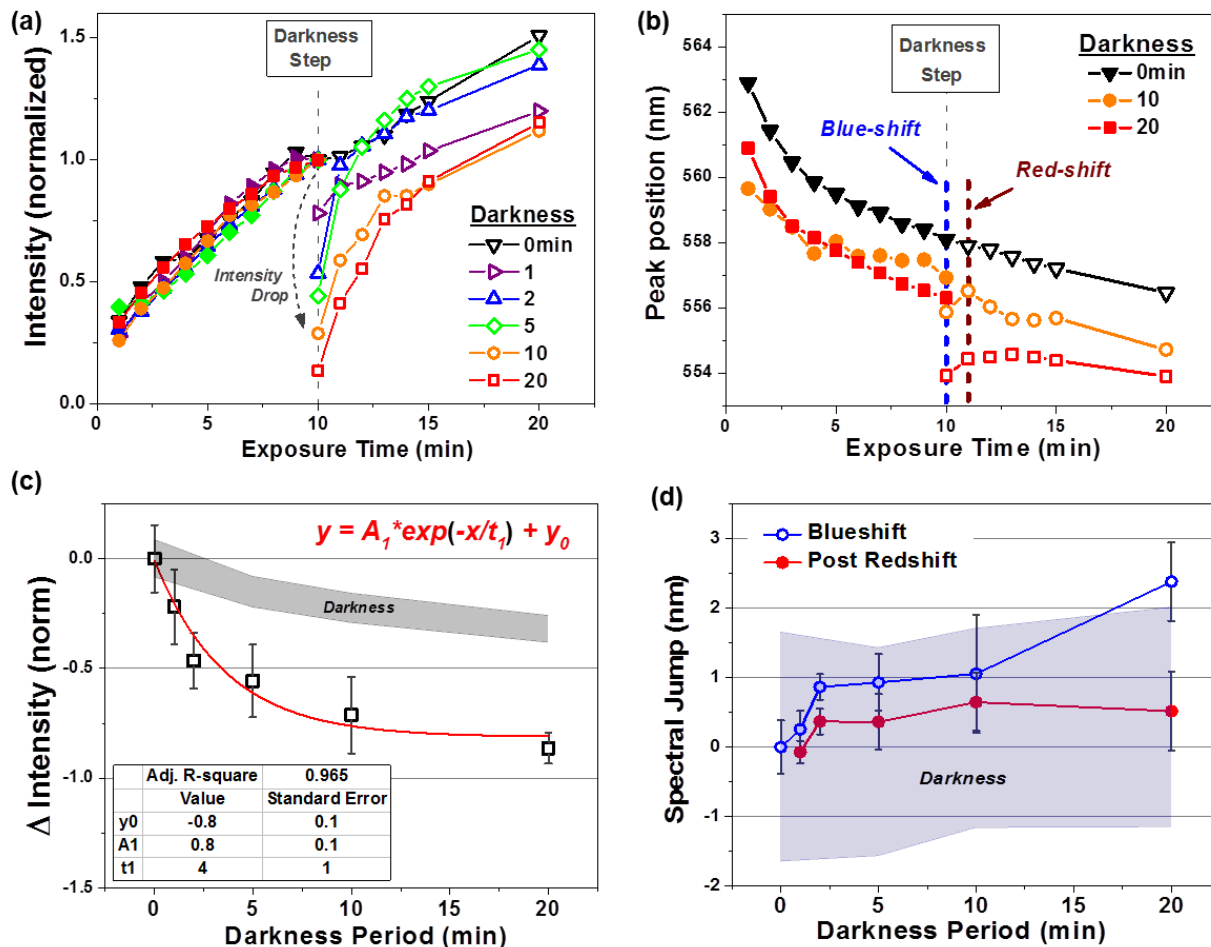 (a)
Intensity (normalized)
1.5
1.0
0.5
0.0
Darkness
Step
Intensity
Drop
Darkness
0min
1
2
5
10
20
0 5 10 15 20
Exposure Time (min)
(b)
Peak position (nm)
564
562
560
558
556
554
Darkness
Step
Blue-shift
Red-shift
Darkness
0min
10
20
0 5 10 15 20
Exposure Time (min)
(c)
Δ Intensity (norm)
0.0
-0.5
-1.0
-1.5
y = A1*exp(-x/t1) + y0
Darkness
Adj. R-square 0.965
Value Standard Error
y0 -0.8 0.1
A1 0.8 0.1
t1 4 1
0 5 10 15 20
Darkness Period (min)
(d)
Spectral Jump (nm)
3
2
1
0
-1
-2
Blueshift
Post Redshift
Darkness
0 5 10 15 20
Darkness Period (min)